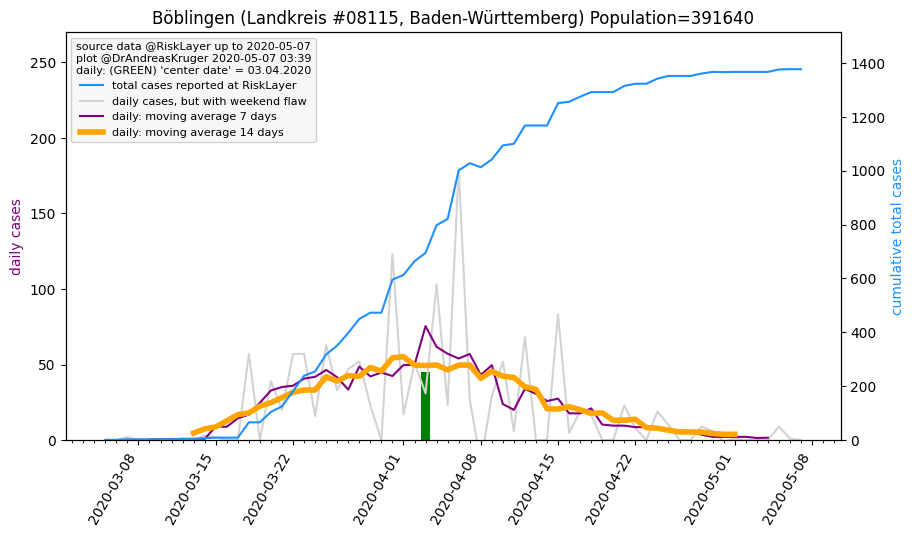 Böblingen (Landkreis #08115, Baden-Württemberg) Population=391640
source data @RiskLayer up to 2020-05-07
plot @DrAndreasKruger 2020-05-07 03:39
daily: (GREEN) 'center date' = 03.04.2020
total cases reported at RiskLayer
daily cases, but with weekend flaw
daily: moving average 7 days
daily: moving average 14 days
daily cases
250
200
150
100
50
0
cumulative total cases
1400
1200
1000
800
600
400
200
0
2020-03-08
2020-03-15
2020-03-22
2020-04-01
2020-04-08
2020-04-15
2020-04-22
2020-05-01
2020-05-08